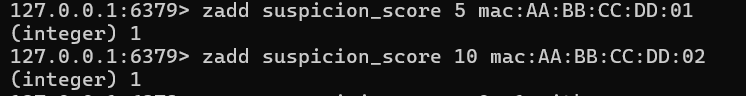 127.0.0.1:6379> zadd suspicion_score 5 mac:AA:BB:CC:DD:01
(integer) 1
127.0.0.1:6379> zadd suspicion_score 10 mac:AA:BB:CC:DD:02
(integer) 1